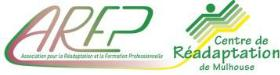 AREP
Association pour la Réadaptation et la Formation Professionnelle
Centre de
Réadaptation
de Mulhouse